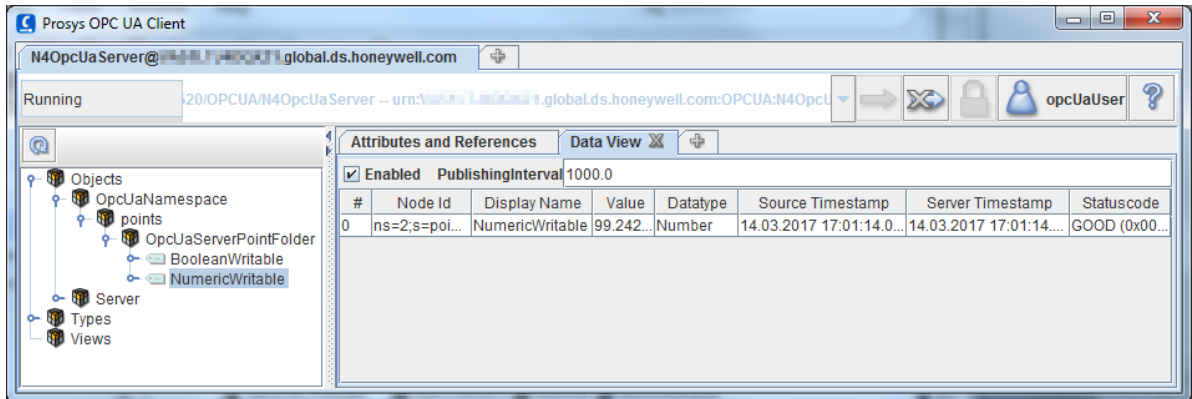 Prosys OPC UA Client
N4OpcUaServer@ .global.ds.honeywell.com
Running 520/OPCUA/N4OpcUaServer -- urn: .global.ds.honeywell.com:OPCUA:N4OpcU opcUaUser
Attributes and References Data View
Enabled PublishingInterval 1000.0
# Node Id Display Name Value Datatype Source Timestamp Server Timestamp Statuscode
0 ns=2;s=poi... NumericWritable 99.242... Number 14.03.2017 17:01:14.0... 14.03.2017 17:01:14.... GOOD (0x00...
Objects
OpcUaNamespace
points
OpcUaServerPointFolder
BooleanWritable
NumericWritable
Server
Types
Views